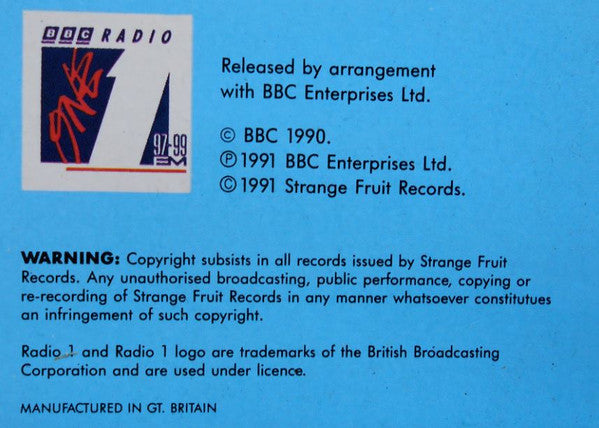 BBC RADIO
ONE
1
97-99
FM
Released by arrangement
with BBC Enterprises Ltd.
© BBC 1990.
℗ 1991 BBC Enterprises Ltd.
© 1991 Strange Fruit Records.
WARNING: Copyright subsists in all records issued by Strange Fruit
Records. Any unauthorised broadcasting, public performance, copying or
re-recording of Strange Fruit Records in any manner whatsoever constitutues
an infringement of such copyright.
Radio 1 and Radio 1 logo are trademarks of the British Broadcasting
Corporation and are used under licence.
MANUFACTURED IN GT. BRITAIN